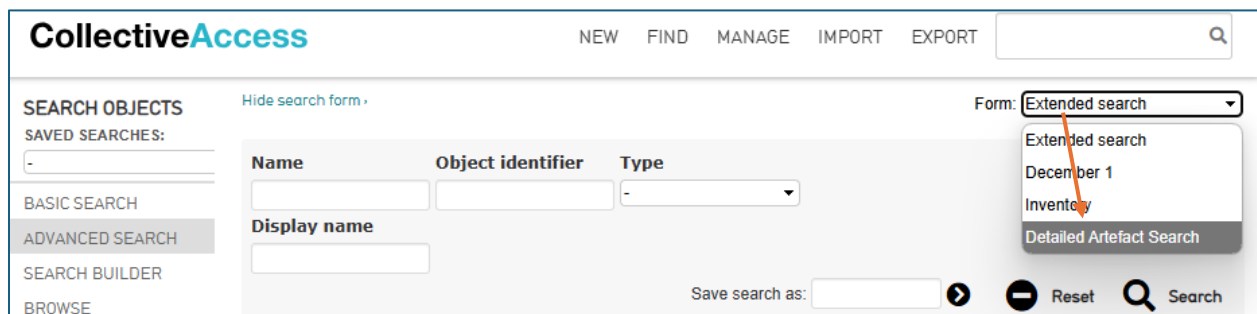 CollectiveAccess
NEW FIND MANAGE IMPORT EXPORT
SEARCH OBJECTS
SAVED SEARCHES:
-
BASIC SEARCH
ADVANCED SEARCH
SEARCH BUILDER
BROWSE
Hide search form ›
Form: Extended search
Extended search
December 1
Inventory
Detailed Artefact Search
Name Object identifier Type
-
Display name
Save search as:
Reset Search